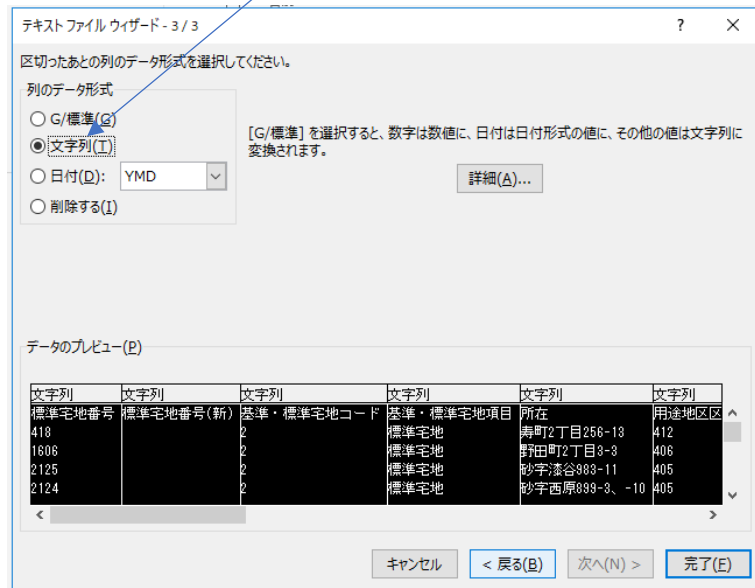 テキスト ファイル ウィザード - 3 / 3 ? ×
区切ったあとの列のデータ形式を選択してください。
列のデータ形式
G/標準(G)
文字列(T)
日付(D): YMD
削除する(I)
[G/標準] を選択すると、数字は数値に、日付は日付形式の値に、その他の値は文字列に
変換されます。
詳細(A)...
データのプレビュー(P)
文字列 文字列 文字列 文字列 文字列 文字列
標準宅地番号 標準宅地番号(新) 基準・標準宅地コード 基準・標準宅地項目 所在 用途地区区
418 2 標準宅地 寿町2丁目256-13 412
1606 2 標準宅地 野田町2丁目3-3 406
2125 2 標準宅地 砂字漆谷983-11 405
2124 2 標準宅地 砂字西原899-3、-10 405
キャンセル < 戻る(B) 次へ(N) > 完了(F)